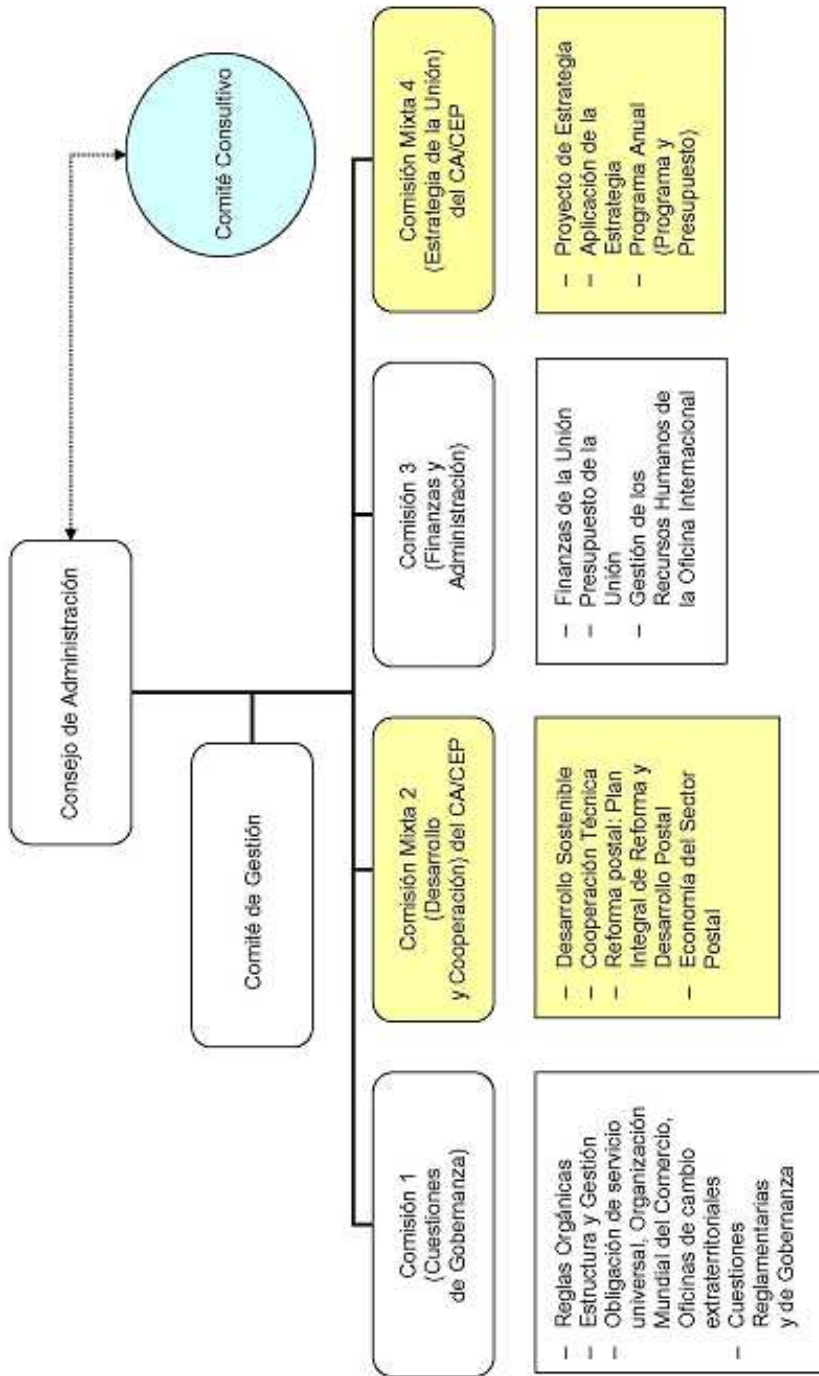 Consejo de Administración
Comité Consultivo
Comité de Gestión
Comisión 1
(Cuestiones
de Gobernanza)
Comisión Mixta 2
(Desarrollo
y Cooperación) del CA/CEP
Comisión 3
(Finanzas y
Administración)
Comisión Mixta 4
(Estrategia de la Unión)
del CA/CEP
– Reglas Orgánicas
– Estructura y Gestión
– Obligación de servicio
universal, Organización
Mundial del Comercio,
Oficinas de cambio
extraterritoriales
– Cuestiones
Reglamentarias
y de Gobernanza
– Desarrollo Sostenible
– Cooperación Técnica
– Reforma postal: Plan
Integral de Reforma y
Desarrollo Postal
– Economía del Sector
Postal
– Finanzas de la Unión
– Presupuesto de la
Unión
– Gestión de los
Recursos Humanos de
la Oficina Internacional
– Proyecto de Estrategia
– Aplicación de la
Estrategia
– Programa Anual
(Programa y
Presupuesto)